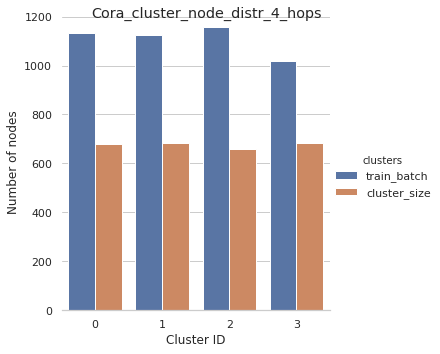 Cora_cluster_node_distr_4_hops
1200
1000
800
600
400
200
0
Number of nodes
0 1 2 3
Cluster ID
clusters
train_batch
cluster_size